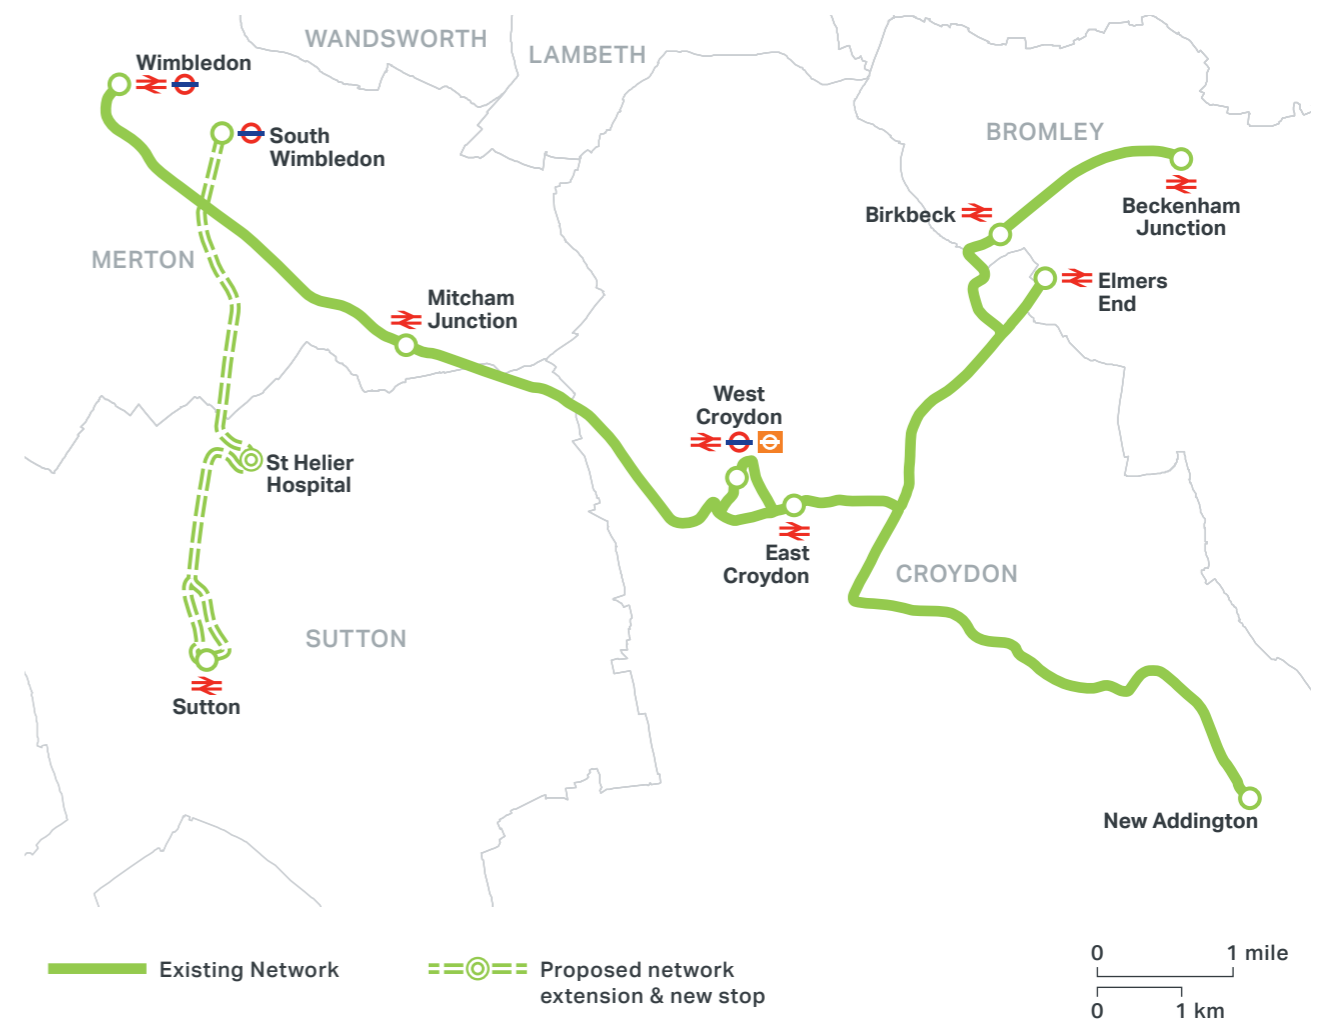 WANDSWORTH
LAMBETH
Wimbledon
South
Wimbledon
BROMLEY
Birkbeck
Beckenham
Junction
MERTON
Elmers
End
Mitcham
Junction
West
Croydon
St Helier
Hospital
East
Croydon
CROYDON
SUTTON
Sutton
New Addington
Existing Network
Proposed network
extension & new stop
0 1 mile
0 1 km